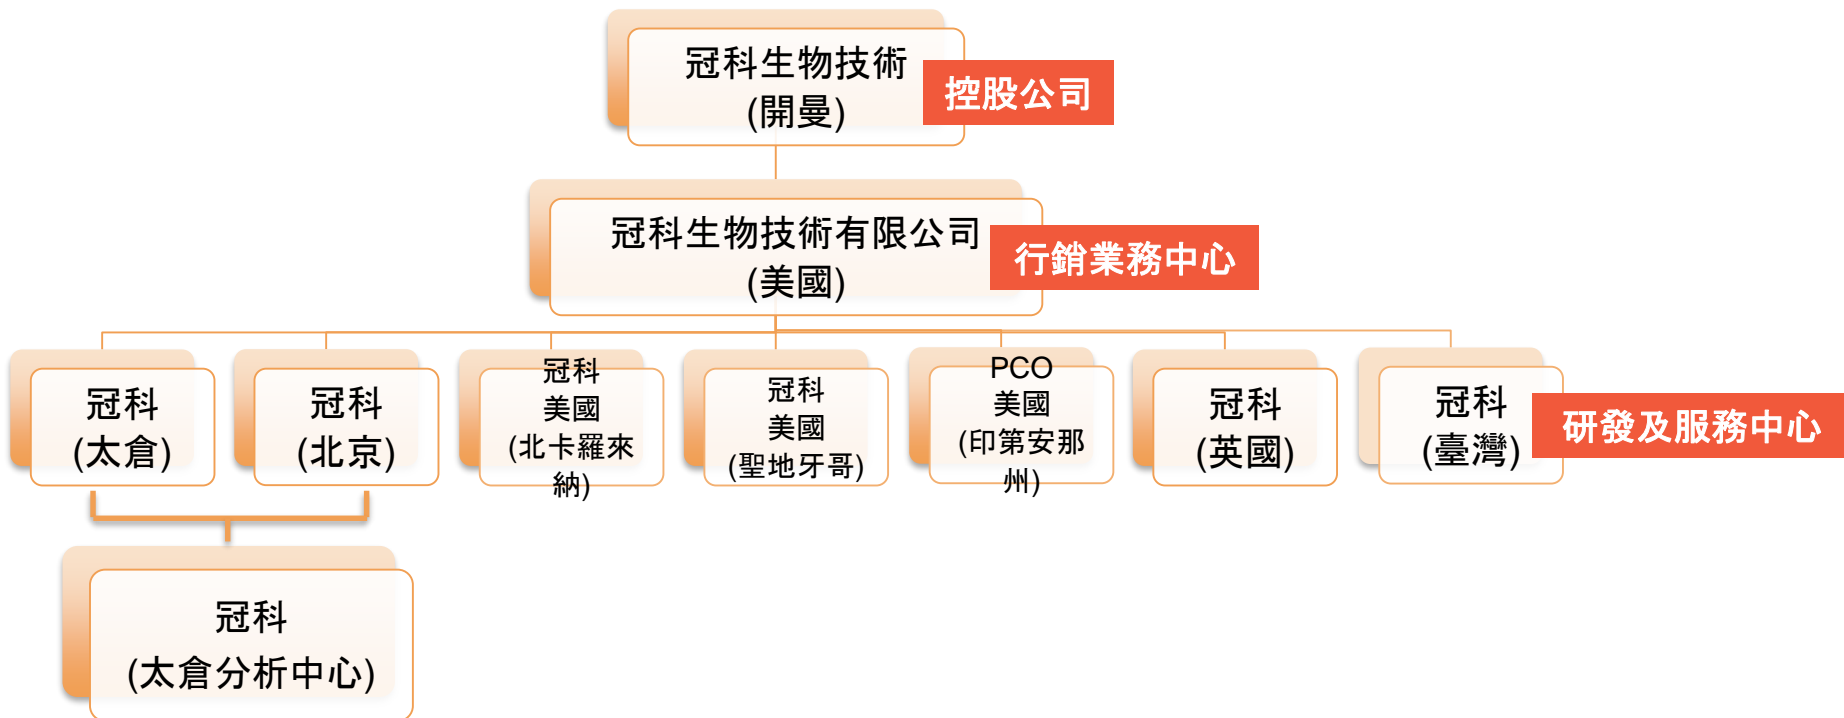 冠科生物技術
(開曼)
控股公司
冠科生物技術有限公司
(美國)
行銷業務中心
冠科
(太倉)
冠科
(北京)
冠科
美國
(北卡羅來
納)
冠科
美國
(聖地牙哥)
PCO
美國
(印第安那
州)
冠科
(英國)
冠科
(臺灣)
研發及服務中心
冠科
(太倉分析中心)